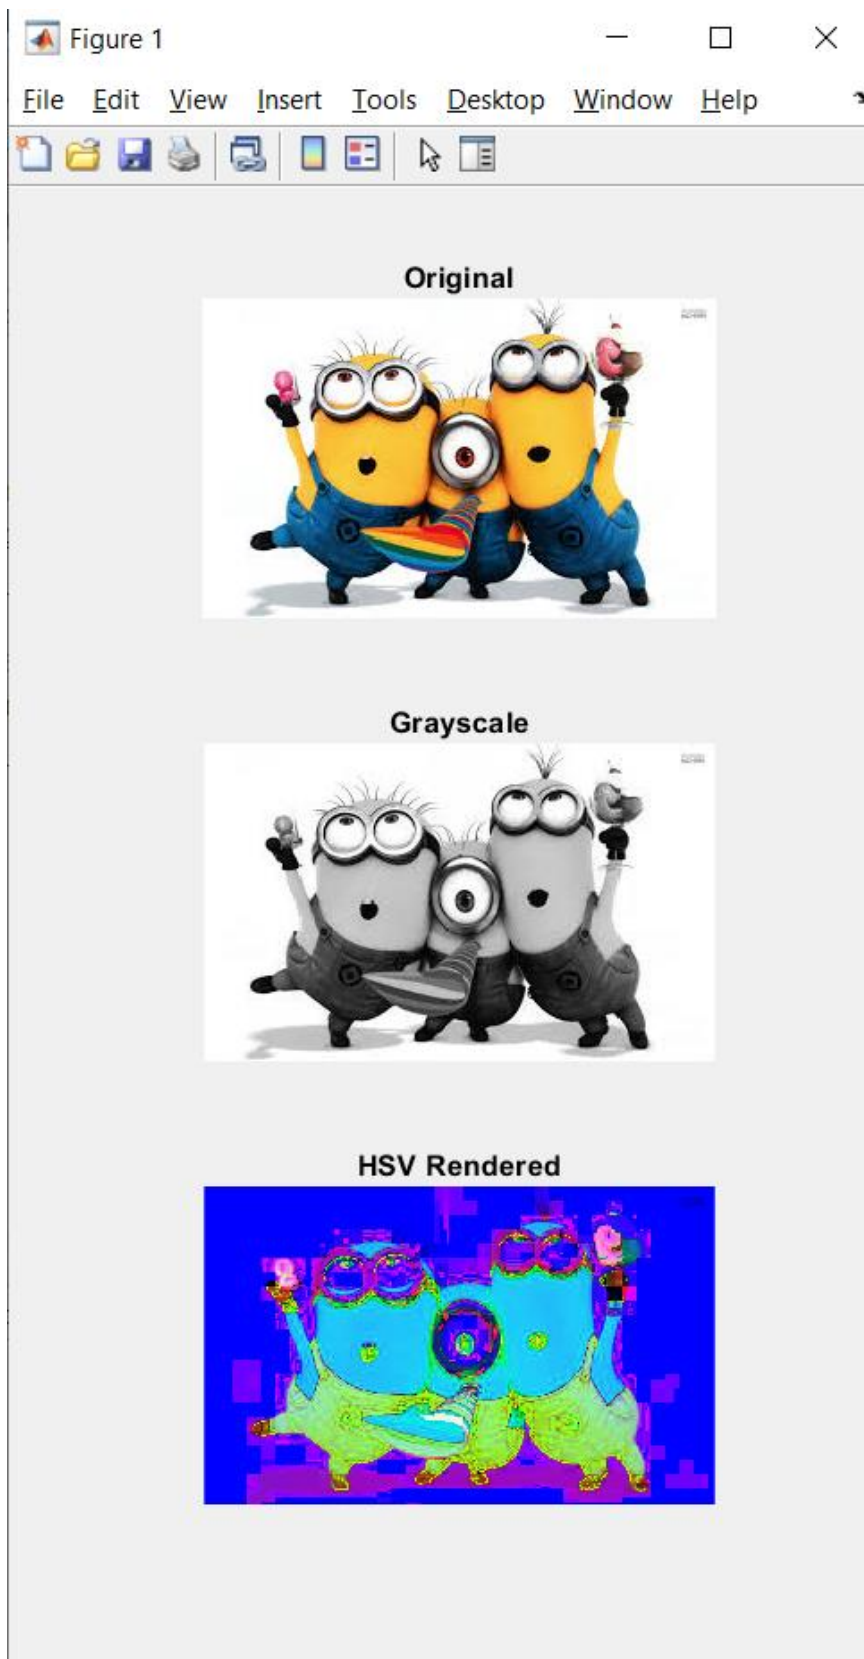 Figure 1
File Edit View Insert Tools Desktop Window Help
Original
Grayscale
HSV Rendered